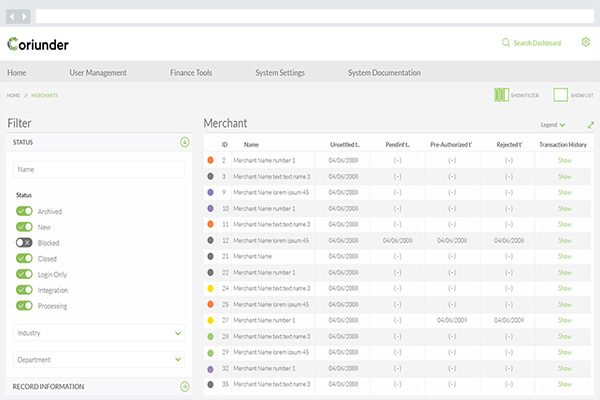 Coriunder
Search Dashboard
Home User Management Finance Tools System Settings System Documentation
HOME // MERCHANTS
SHOW FILTER SHOW LIST
Filter
STATUS
Name
Status
Archived
New
Blocked
Closed
Login Only
Integration
Processing
Industry
Department
RECORD INFORMATION
Merchant
Legend
ID Name Unsettled t.. Pendinf t.. Pre-Authorized t' Rejected t' Transaction History
2 Merchant Name number 1 04/06/2008 (-) (-) (-) Show
3 Merchant Name text text name 3 04/06/2008 (-) (-) (-) Show
9 Merchant Name lorem ipsum 45 04/06/2008 (-) (-) (-) Show
10 Merchant Name number 1 04/06/2008 (-) (-) (-) Show
11 Merchant Name text text name 3 04/06/2008 (-) (-) (-) Show
12 Merchant Name lorem ipsum 45 04/06/2008 04/06/2008 04/06/2008 04/06/2008 Show
21 Merchant Name 04/06/2008 (-) (-) (-) Show
22 Merchant Name number 1 04/06/2008 (-) (-) (-) Show
24 Merchant Name text text name 3 04/06/2008 (-) (-) (-) Show
25 Merchant Name lorem ipsum 45 04/06/2008 (-) (-) (-) Show
27 Merchant Name number 1 04/06/2008 (-) 04/06/2009 04/06/2009 Show
28 Merchant Name text text name 3 04/06/2008 (-) (-) (-) Show
29 Merchant Name lorem ipsum 45 04/06/2008 (-) (-) (-) Show
32 Merchant Name number 1 04/06/2008 (-) (-) (-) Show
35 Merchant Name text text name 3 04/06/2008 (-) (-) (-) Show